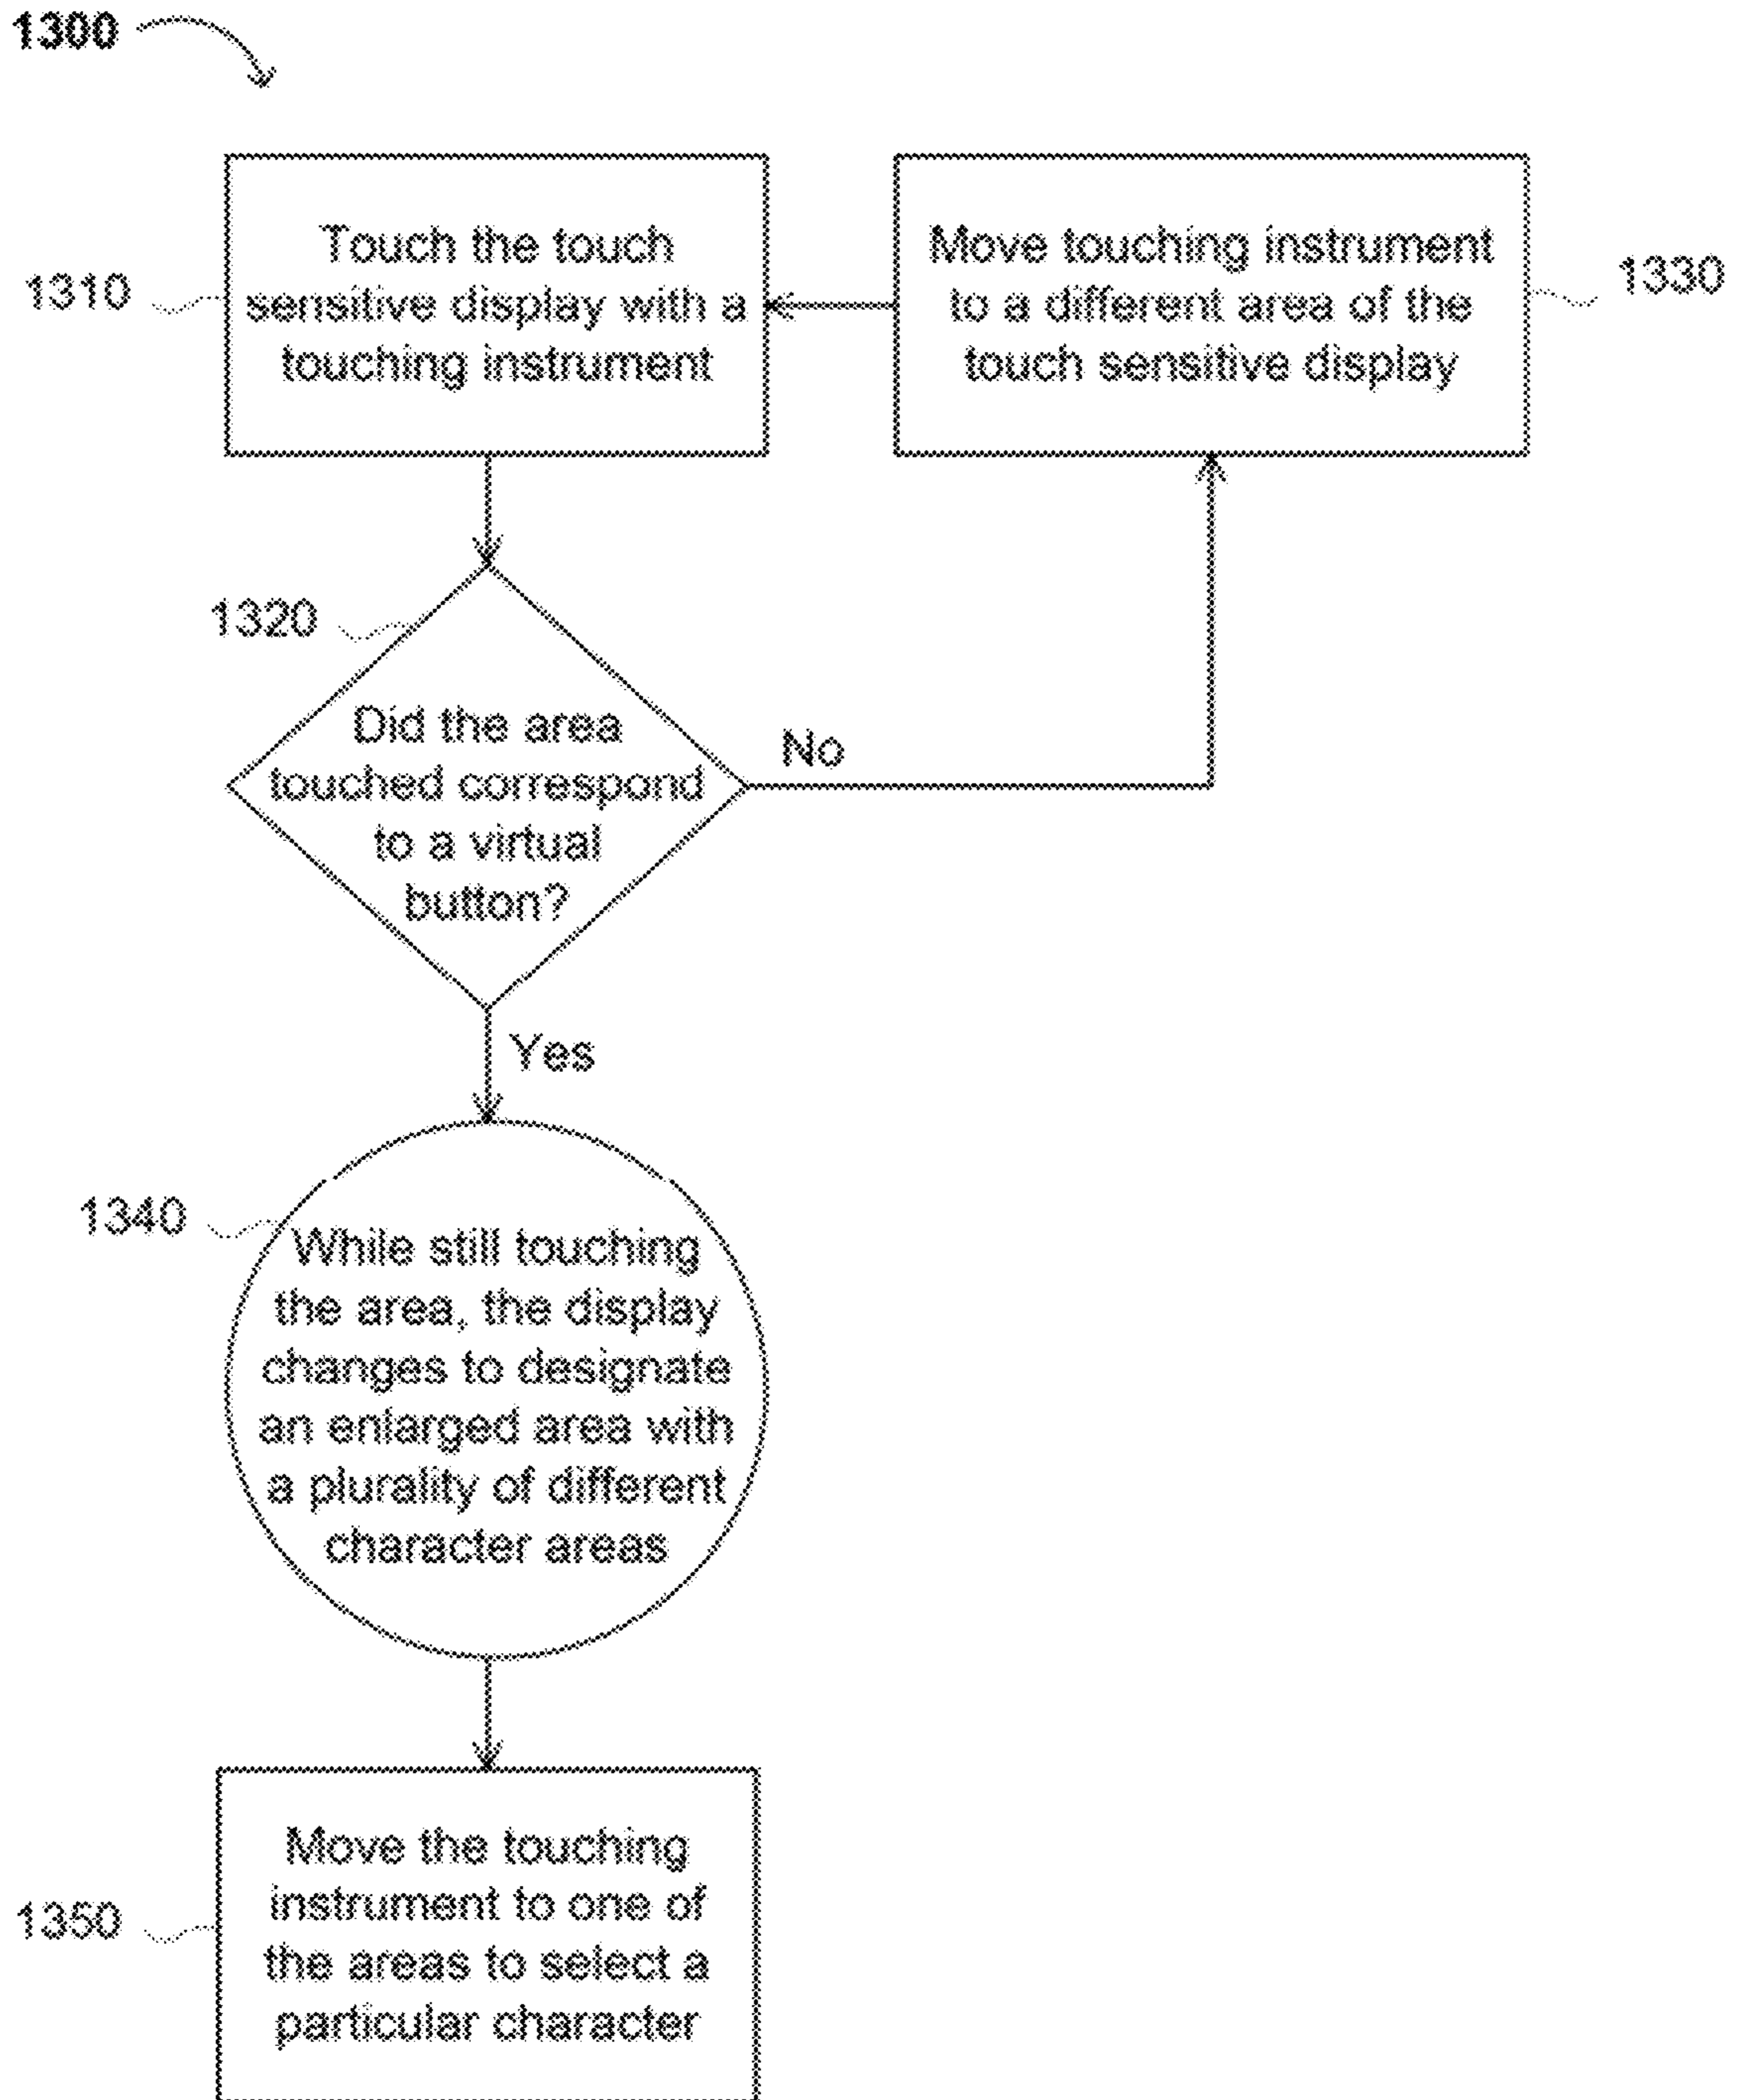 1300
1310
Touch the touch
sensitive display with a
touching instrument
Move touching instrument
to a different area of the
touch sensitive display
1330
1320
Did the area
touched correspond
to a virtual
button?
No
Yes
1340
While still touching
the area, the display
changes to designate
an enlarged area with
a plurality of different
character areas
1350
Move the touching
instrument to one of
the areas to select a
particular character